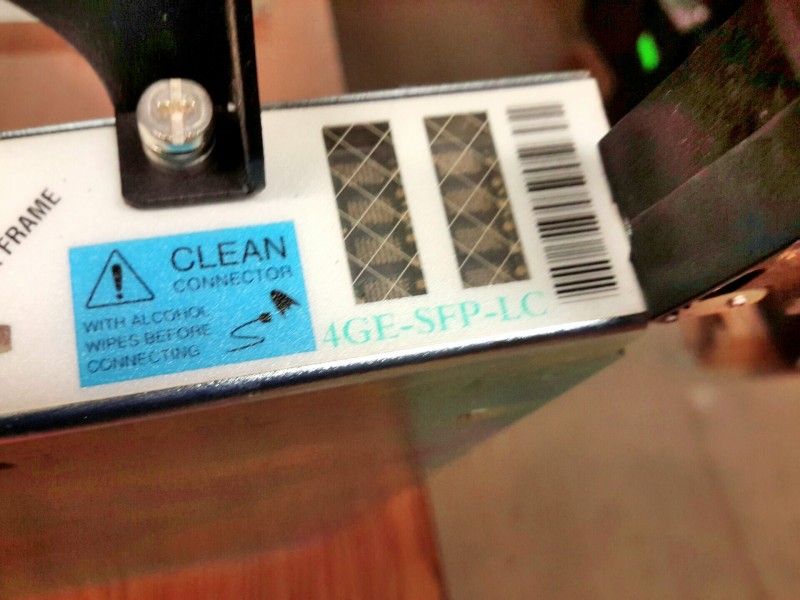 FRAME
CLEAN
CONNECTOR
WITH ALCOHOL
WIPES BEFORE
CONNECTING
4GE-SFP-LC